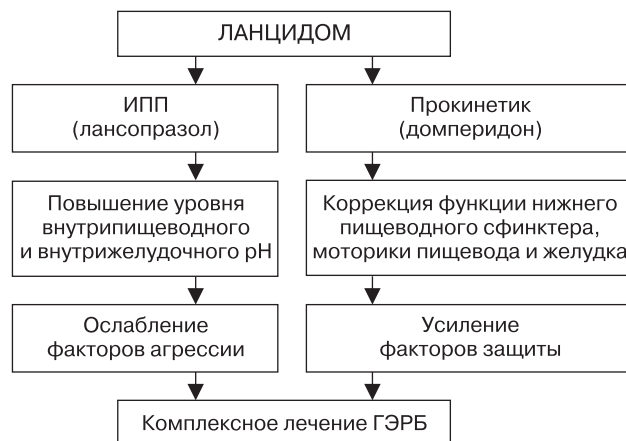 ЛАНЦИДОМ
ИПП
(лансопразол)
Прокинетик
(домперидон)
Повышение уровня
внутрипищеводного
и внутрижелудочного pH
Коррекция функции нижнего
пищеводного сфинктера,
моторики пищевода и желудка
Ослабление
факторов агрессии
Усиление
факторов защиты
Комплексное лечение ГЭРБ